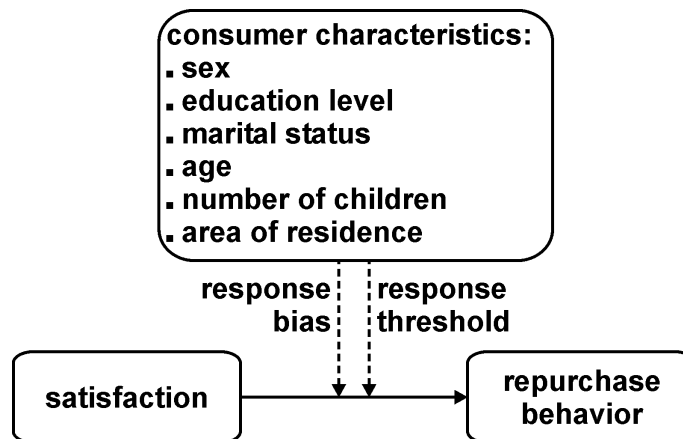 consumer characteristics:
▪ sex
▪ education level
▪ marital status
▪ age
▪ number of children
▪ area of residence
response bias
response threshold
satisfaction
repurchase
behavior